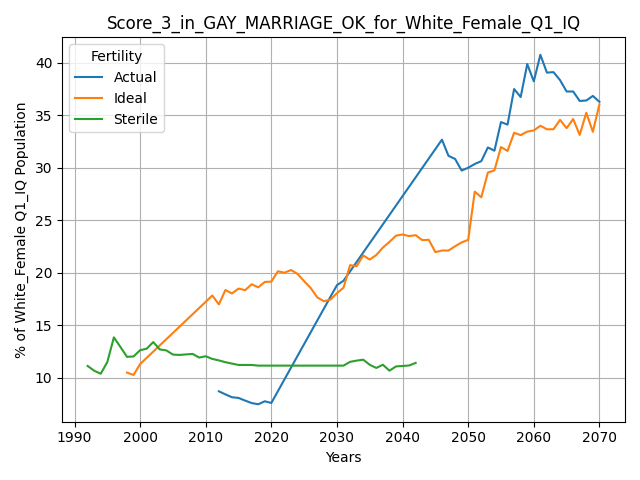 Score_3_in_GAY_MARRIAGE_OK_for_White_Female_Q1_IQ
Fertility
Actual
Ideal
Sterile
% of White_Female Q1_IQ Population
40
35
30
25
20
15
10
1990 2000 2010 2020 2030 2040 2050 2060 2070
Years